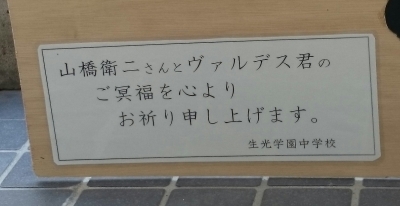 山橋衛二さんとヴァルデス君の
ご冥福を心より
お祈り申し上げます。
生光学園中学校